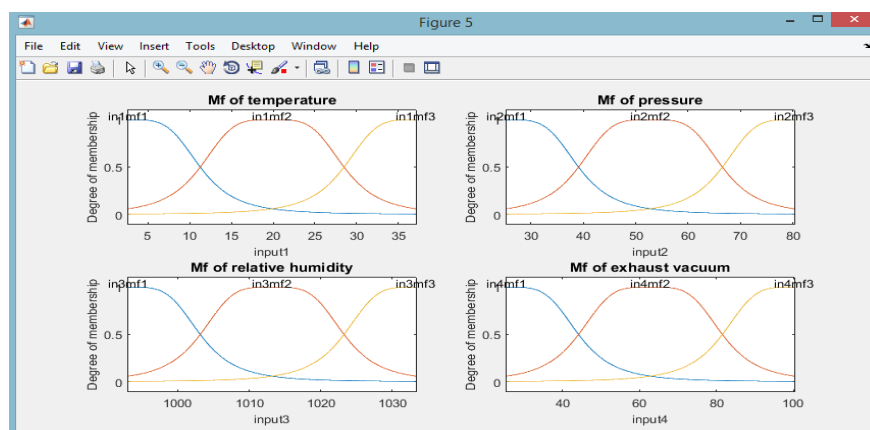 Figure 5
File Edit View Insert Tools Desktop Window Help
Mf of temperature
in1mf1 in1mf2 in1mf3
Degree of membership
1
0.5
0
5 10 15 20 25 30 35
input1
Mf of pressure
in2mf1 in2mf2 in2mf3
Degree of membership
1
0.5
0
30 40 50 60 70 80
input2
Mf of relative humidity
in3mf1 in3mf2 in3mf3
Degree of membership
1
0.5
0
1000 1010 1020 1030
input3
Mf of exhaust vacuum
in4mf1 in4mf2 in4mf3
Degree of membership
1
0.5
0
40 60 80 100
input4